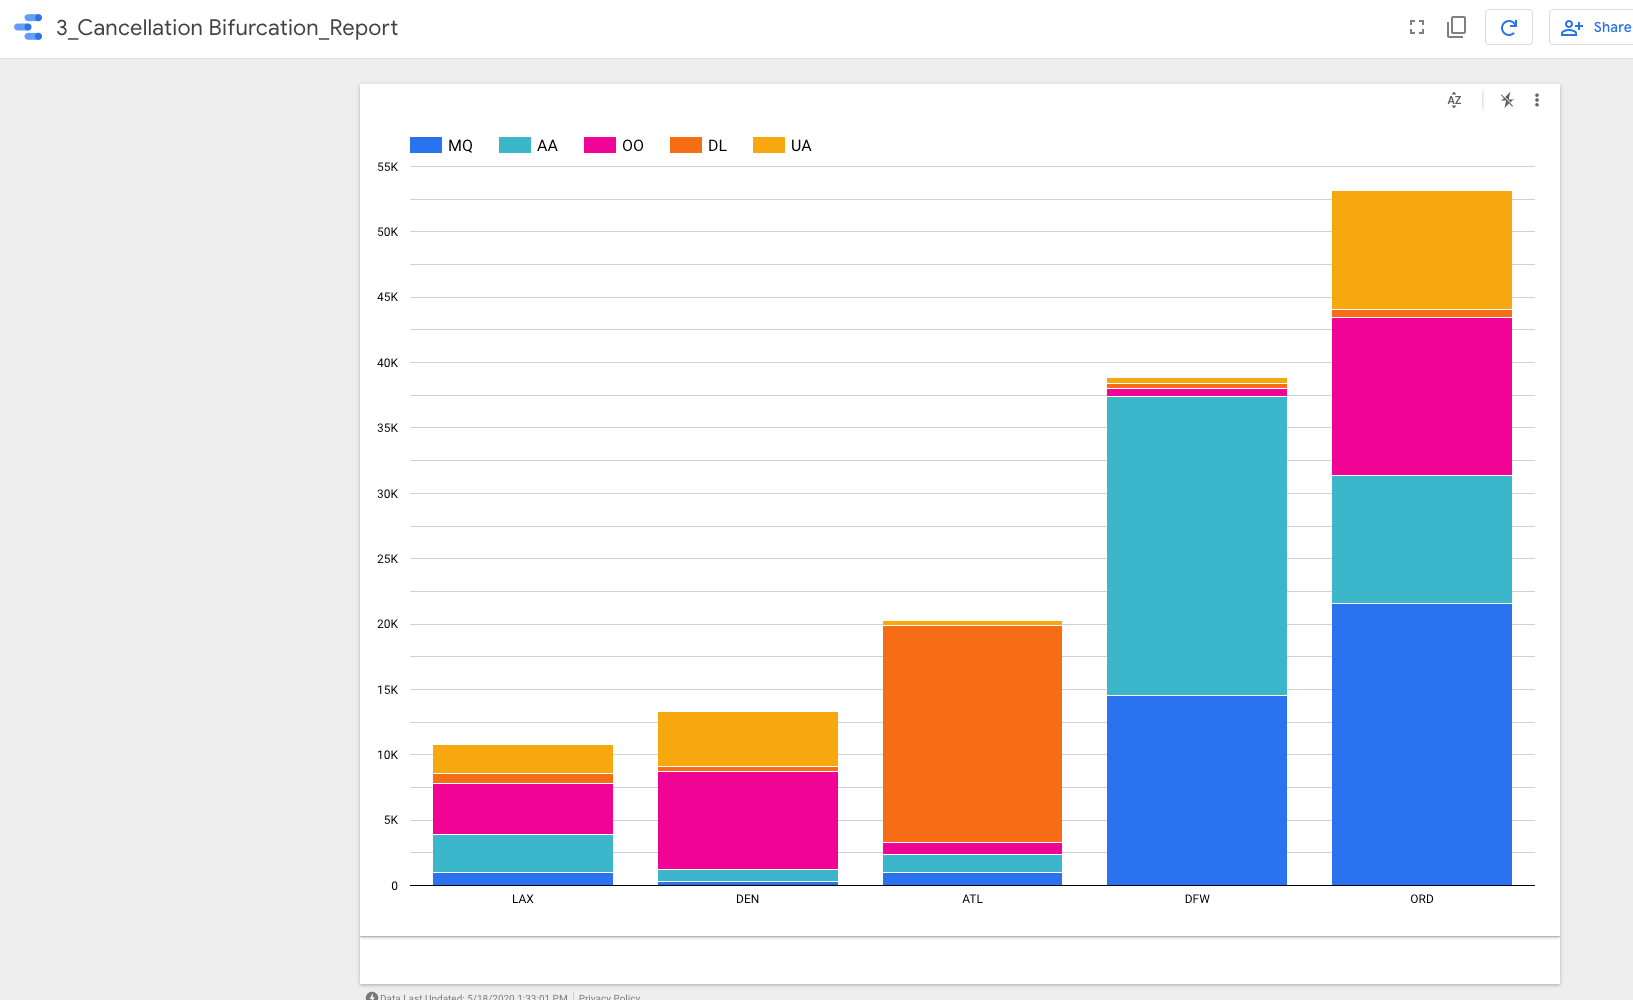 3_Cancellation Bifurcation_Report
Share
AZ
MQ AA OO DL UA
55K
50K
45K
40K
35K
30K
25K
20K
15K
10K
5K
0
LAX DEN ATL DFW ORD
Data Last Updated: 5/18/2020 1:33:01 PM | Privacy Policy